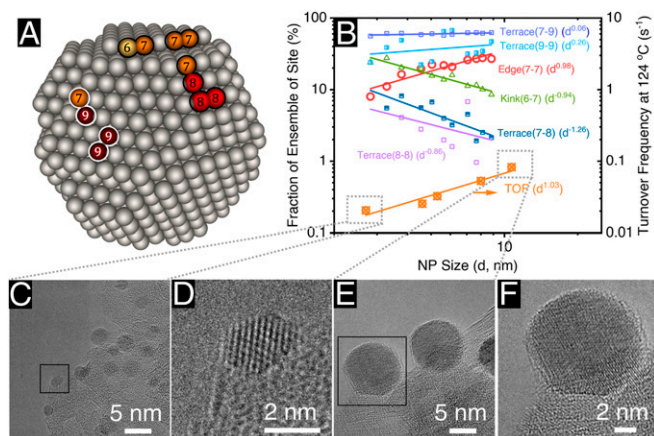 A
6 7 7 7
7
8
8 8
7
9
9
9
B
Fraction of Ensemble of Site (%)
100
10
1
0.1
Terrace(7-9) (d^0.06)
Terrace(9-9) (d^0.26)
Edge(7-7) (d^0.98)
Kink(6-7) (d^-0.94)
Terrace(7-8) (d^-1.26)
Terrace(8-8) (d^-0.86)
TOF (d^1.03)
10
NP Size (d, nm)
10
1
0.1
0.01
Turnover Frequency at 124 °C (s^-1)
C
5 nm
D
2 nm
E
5 nm
F
2 nm